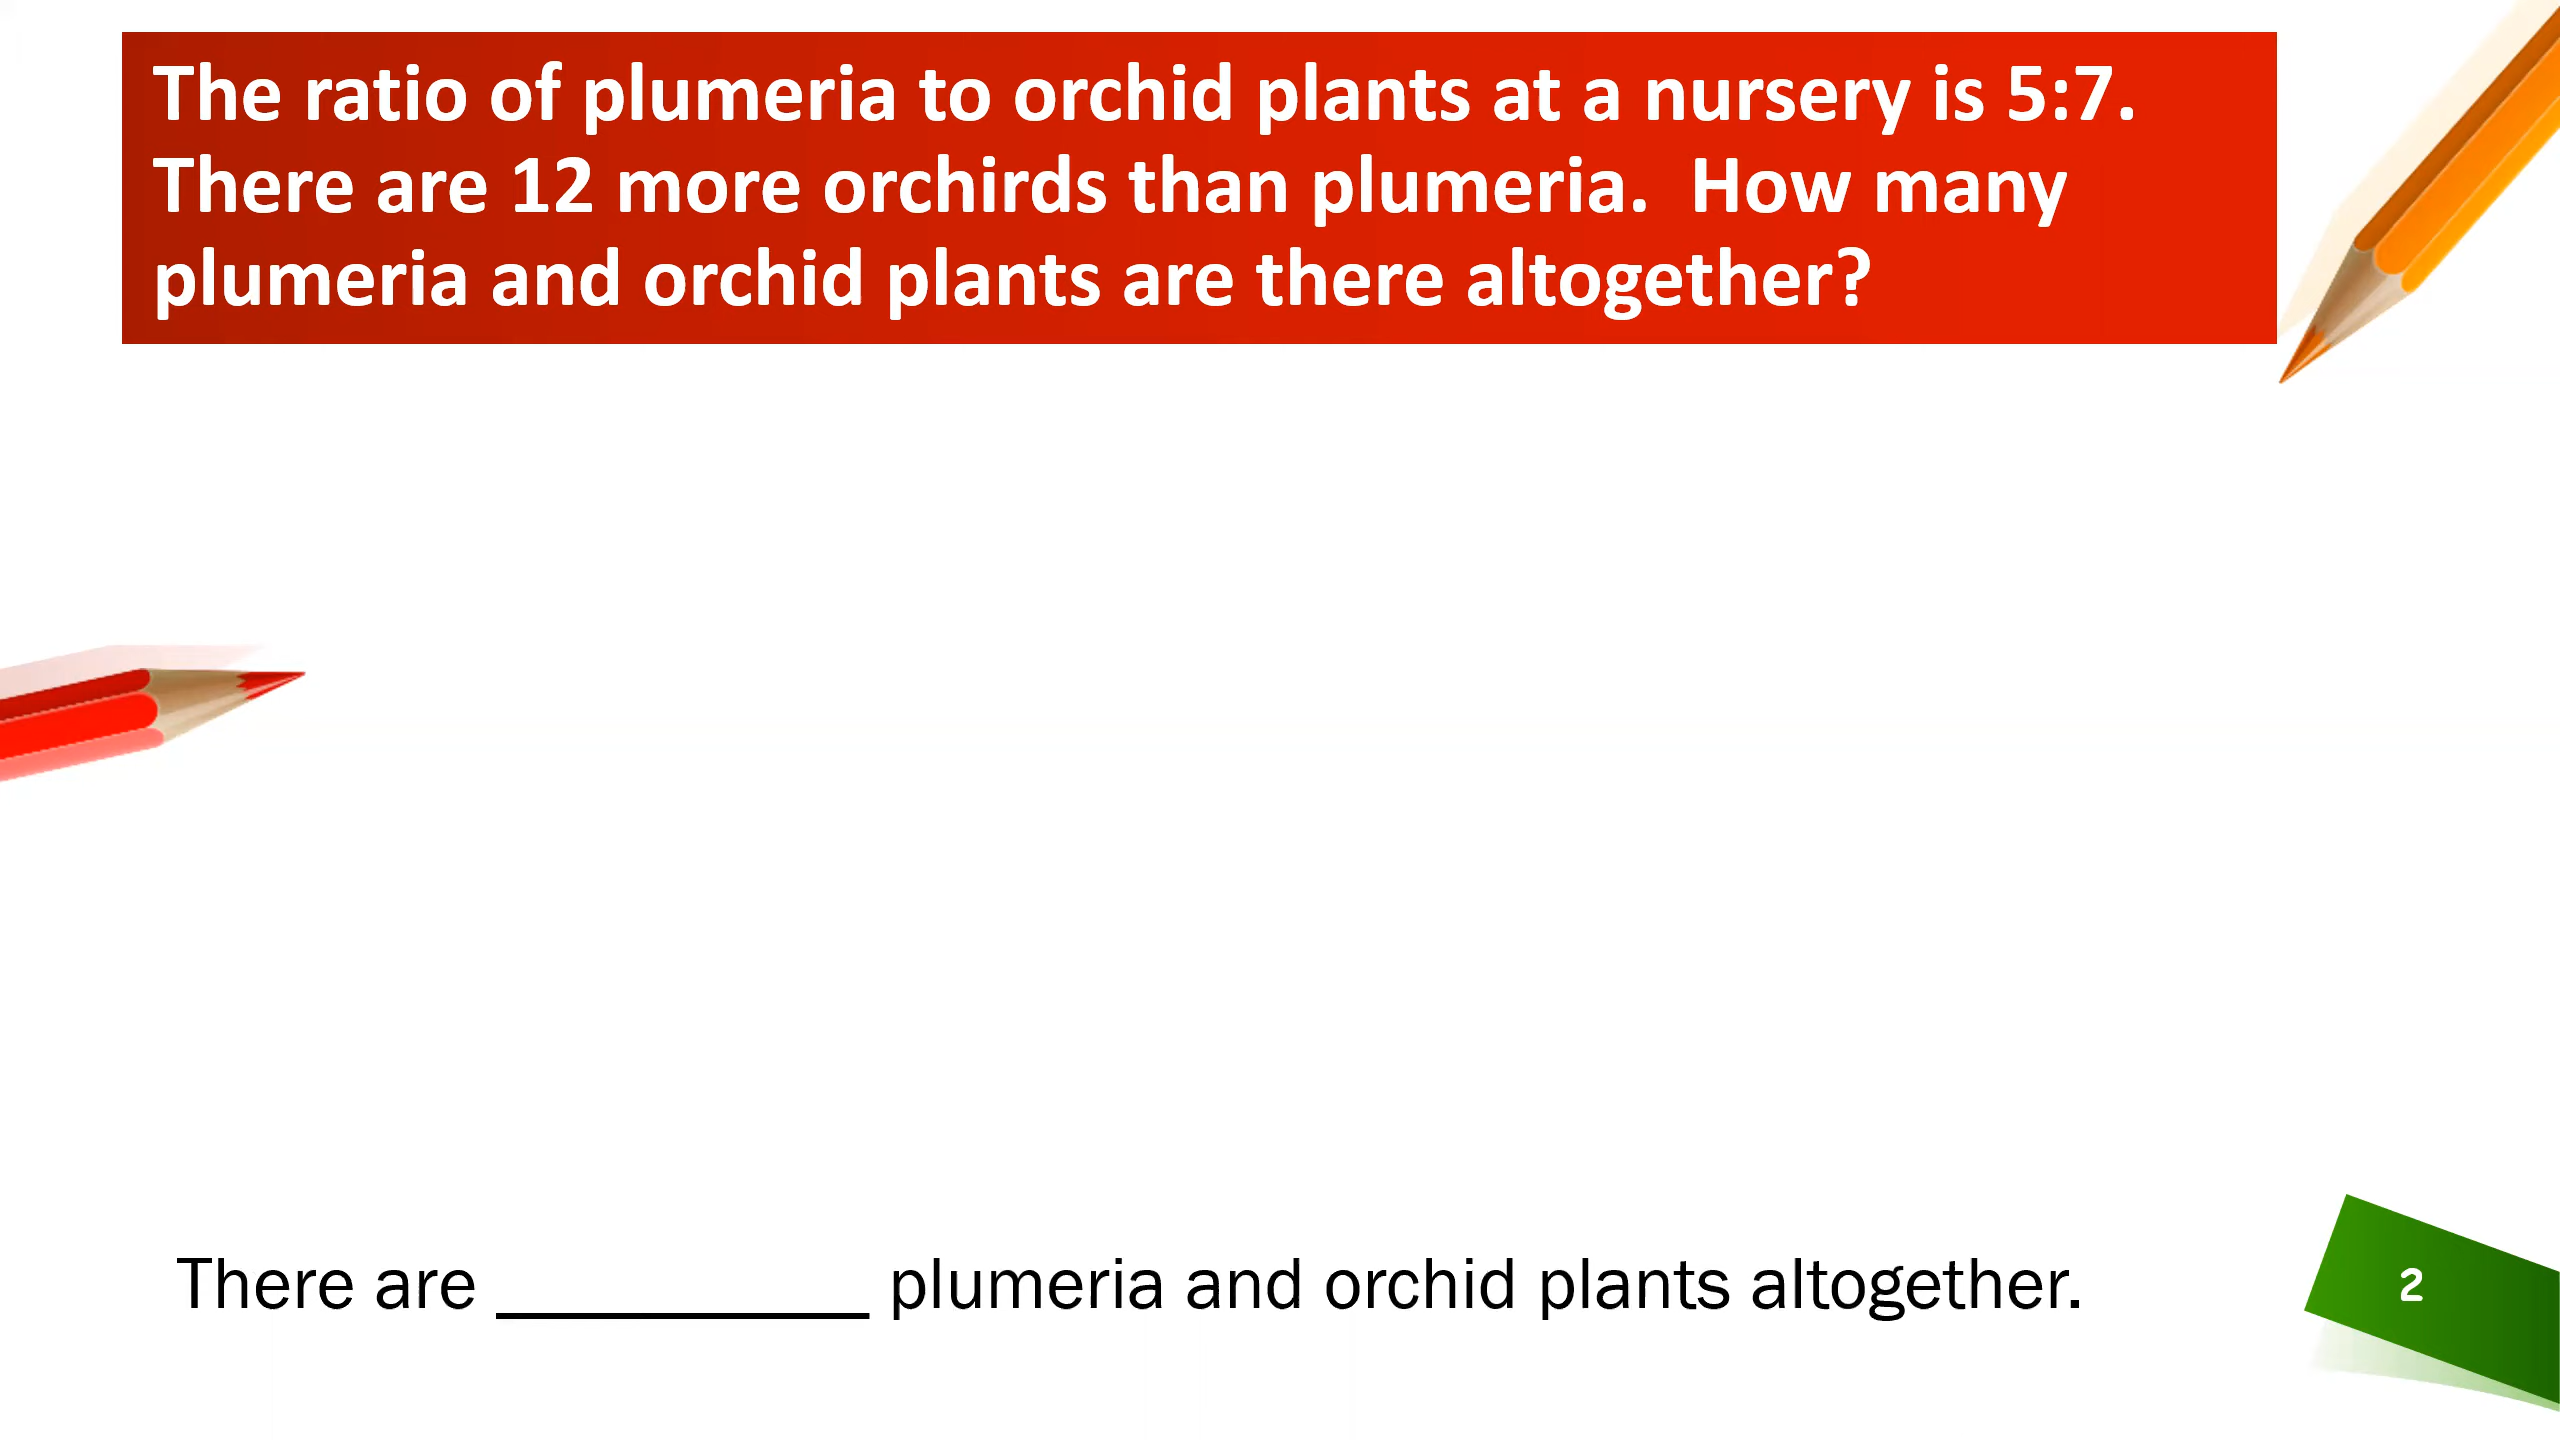 The ratio of plumeria to orchid plants at a nursery is 5:7.
There are 12 more orchirds than plumeria.  How many
plumeria and orchid plants are there altogether?
There are __________ plumeria and orchid plants altogether.
2